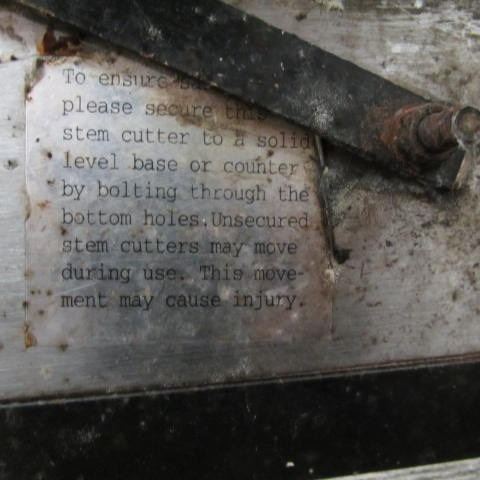 To ensure
please secure this
stem cutter to a solid
level base or counter
by bolting through the
bottom holes.Unsecured
stem cutters may move
during use. This move-
ment may cause injury.